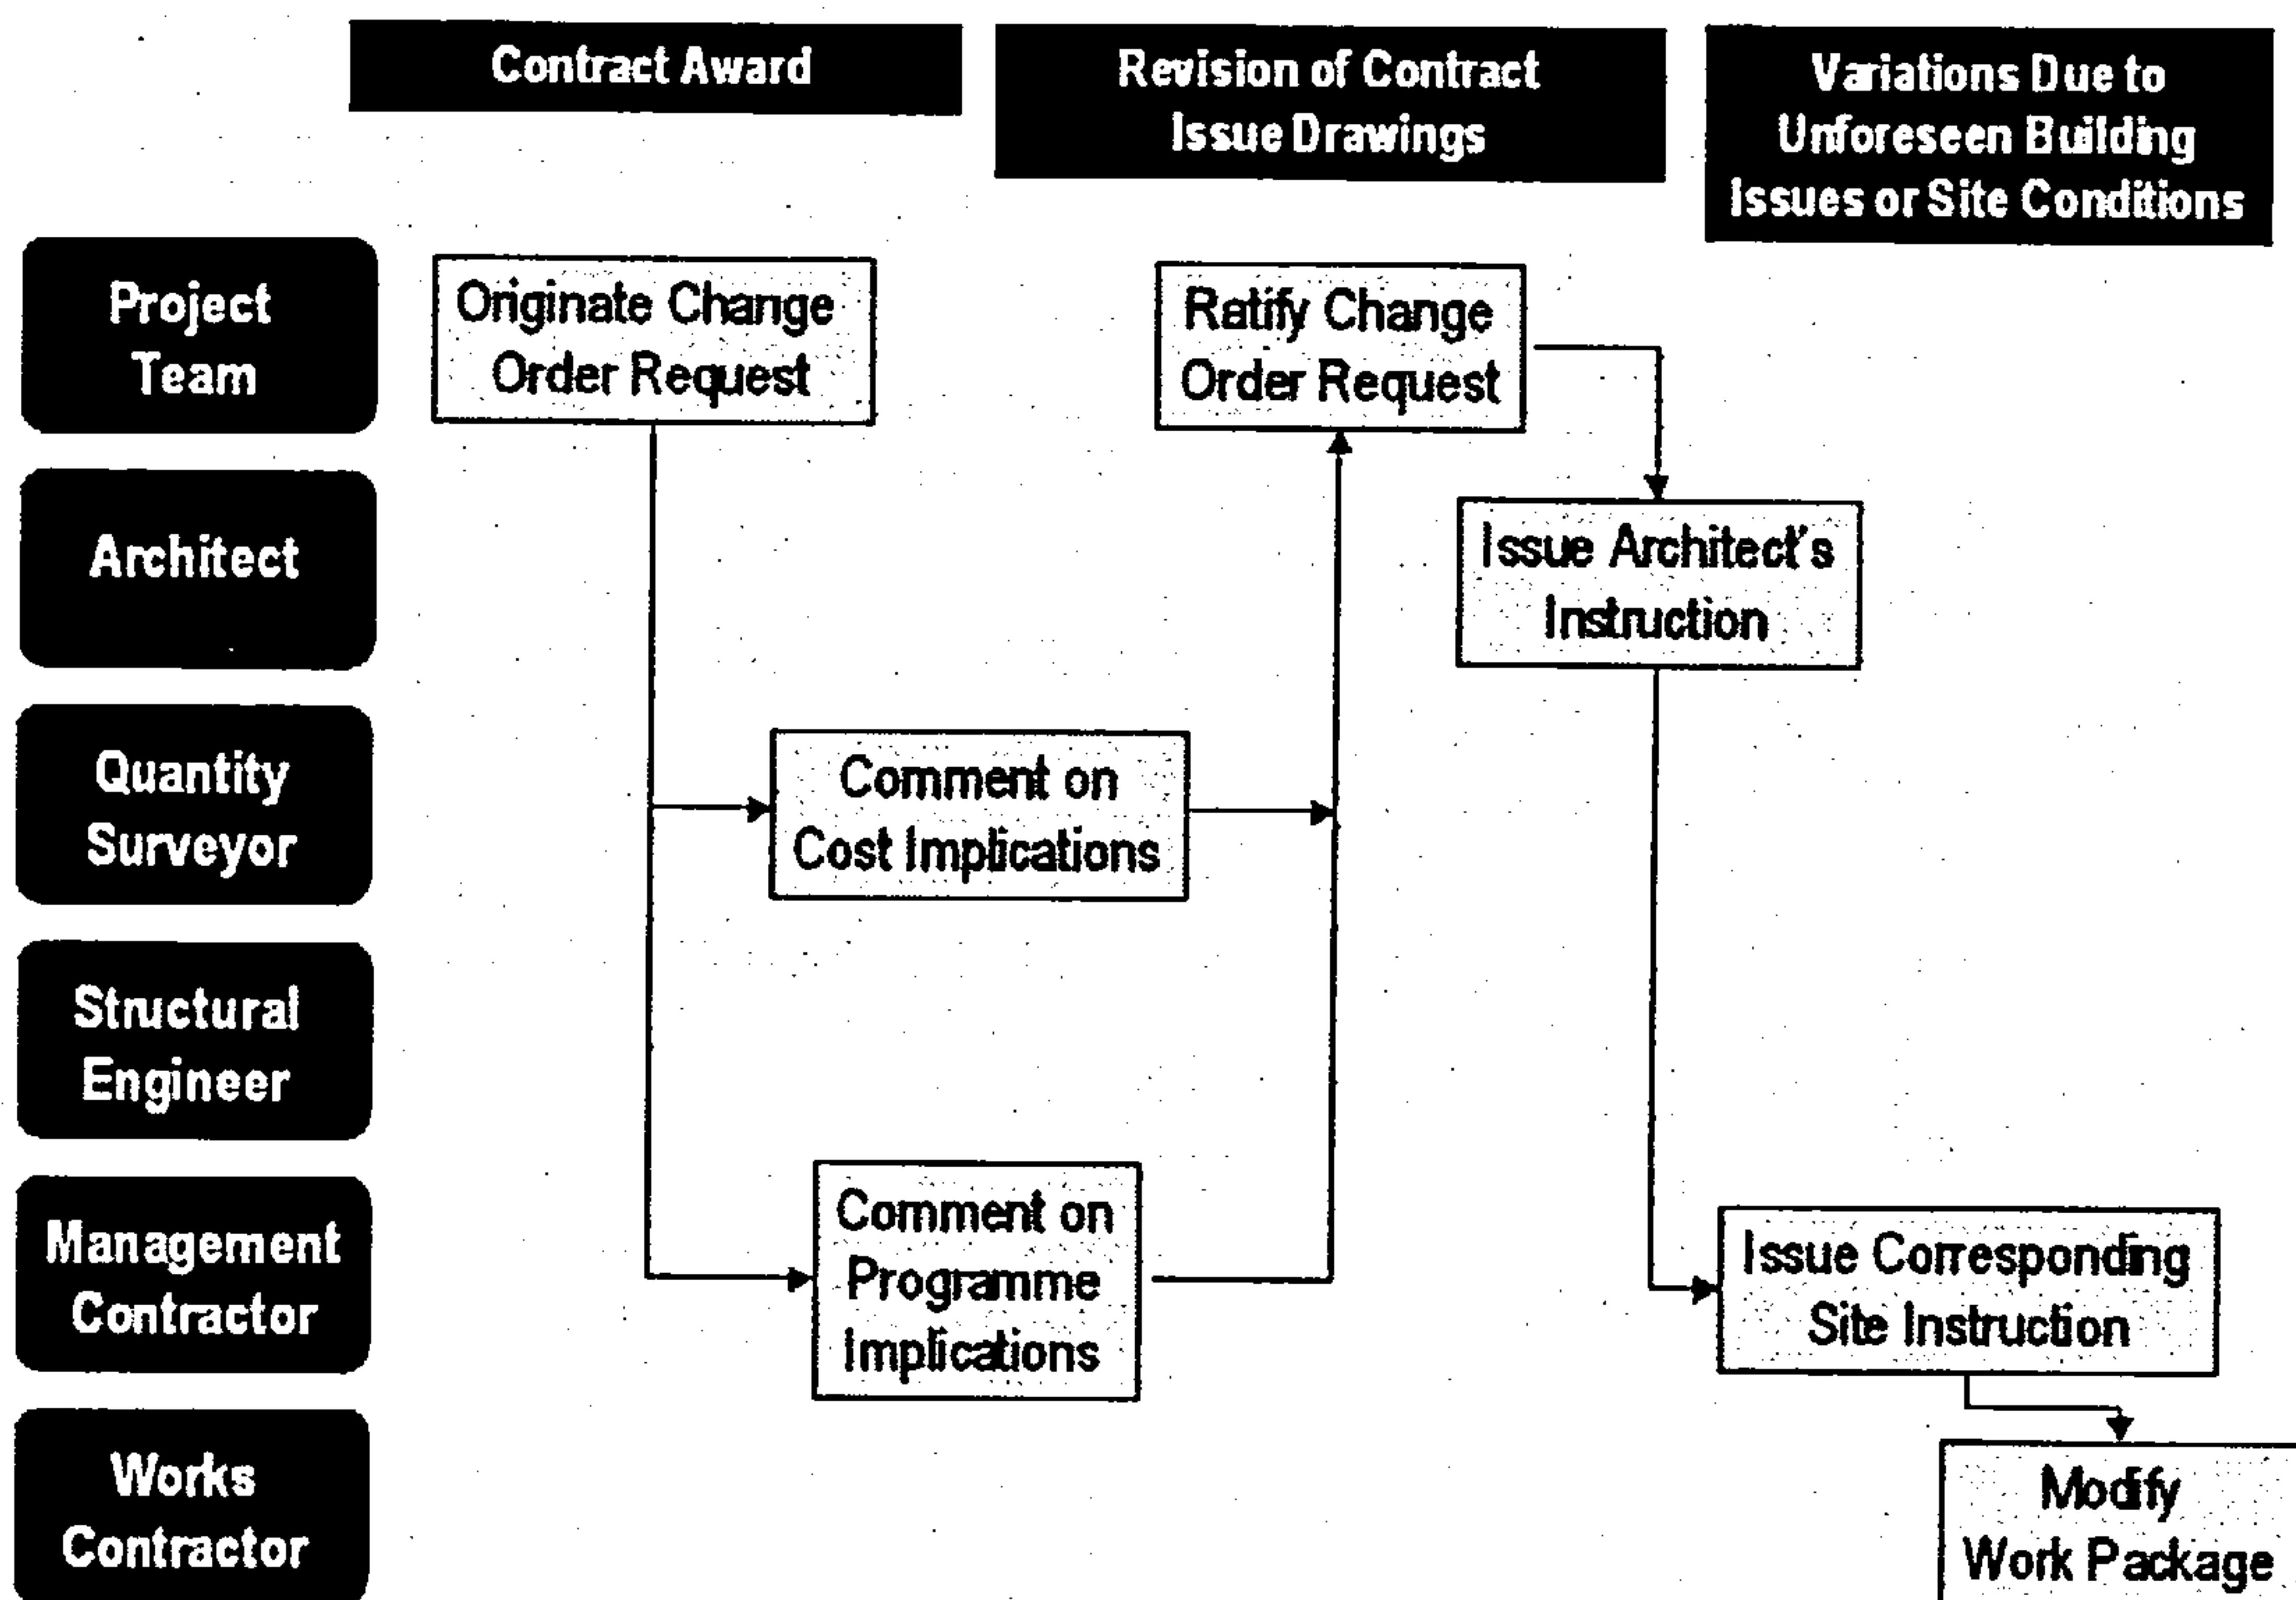 Contract Award
Revision of Contract
Issue Drawings
Variations Due to
Unforeseen Building
Issues or Site Conditions
Project
Team
Originate Change
Order Request
Ratify Change
Order Request
Architect
Issue Architect's
Instruction
Quantity
Surveyor
Comment on
Cost Implications
Structural
Engineer
Management
Contractor
Comment on
Programme
Implications
Issue Corresponding
Site Instruction
Works
Contractor
Modify
Work Package